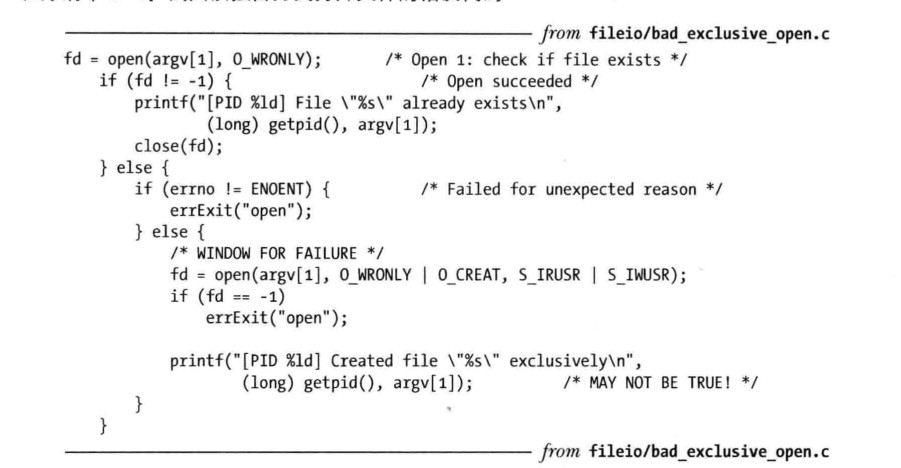 from fileio/bad_exclusive_open.c
fd = open(argv[1], O_WRONLY);        /* Open 1: check if file exists */
    if (fd != -1) {                        /* Open succeeded */
        printf("[PID %ld] File \"%s\" already exists\n",
                (long) getpid(), argv[1]);
        close(fd);
    } else {
        if (errno != ENOENT) {            /* Failed for unexpected reason */
            errExit("open");
        } else {
            /* WINDOW FOR FAILURE */
            fd = open(argv[1], O_WRONLY | O_CREAT, S_IRUSR | S_IWUSR);
            if (fd == -1)
                errExit("open");
            printf("[PID %ld] Created file \"%s\" exclusively\n",
                    (long) getpid(), argv[1]);            /* MAY NOT BE TRUE! */
        }
    }
from fileio/bad_exclusive_open.c